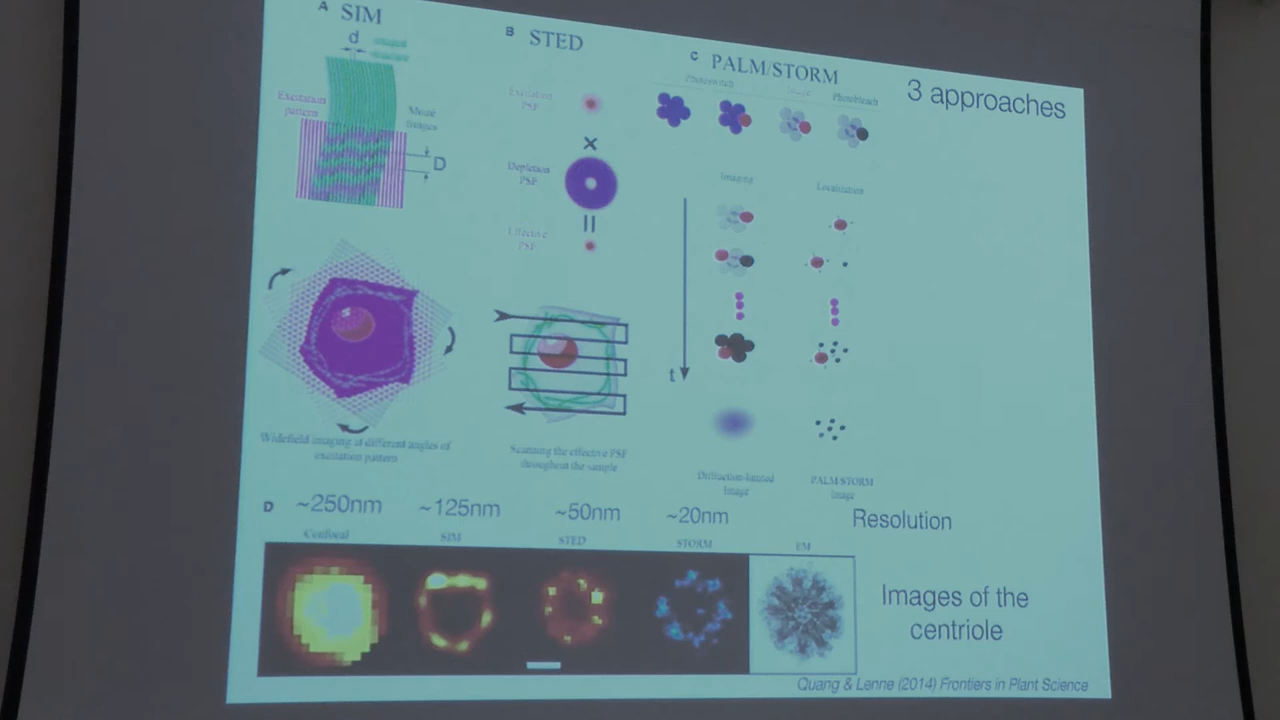 A SIM
d
Excitation
pattern
Moire
fringes
D
Widefield imaging at different angles of
excitation pattern
B STED
Excitation
PSF
×
Depletion
PSF
Effective
PSF
Scanning the effective PSF
throughout the sample
C PALM/STORM
Photoswitch
Image
Photobleach
Imaging
Localization
t
Diffraction-limited
Image
PALM/STORM
Image
3 approaches
D ~250nm ~125nm ~50nm ~20nm Resolution
Confocal SIM STED STORM EM
Images of the
centriole
Quang & Lenne (2014) Frontiers in Plant Science